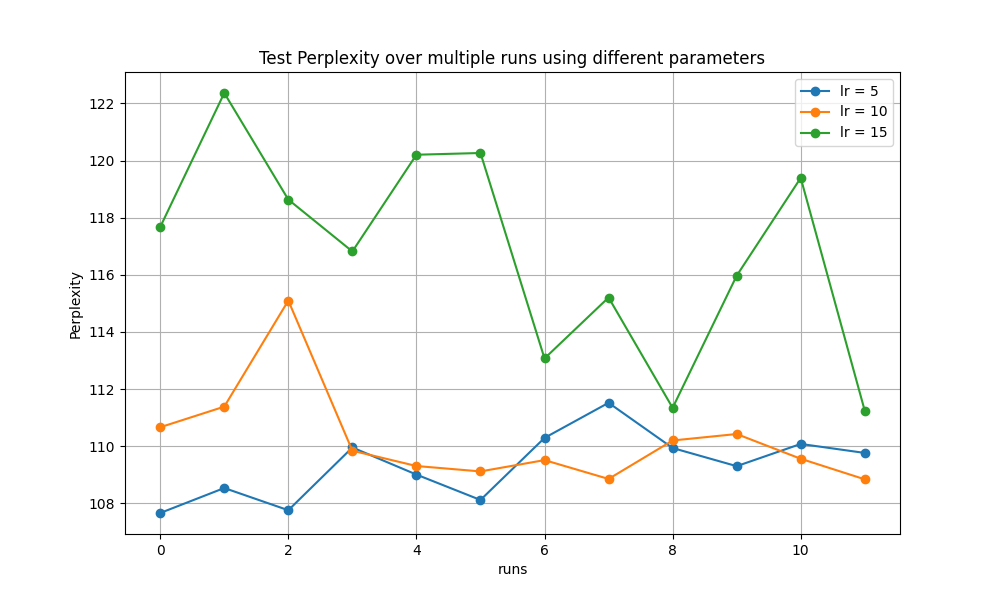 Test Perplexity over multiple runs using different parameters
lr = 5
lr = 10
lr = 15
Perplexity
122
120
118
116
114
112
110
108
0 2 4 6 8 10
runs